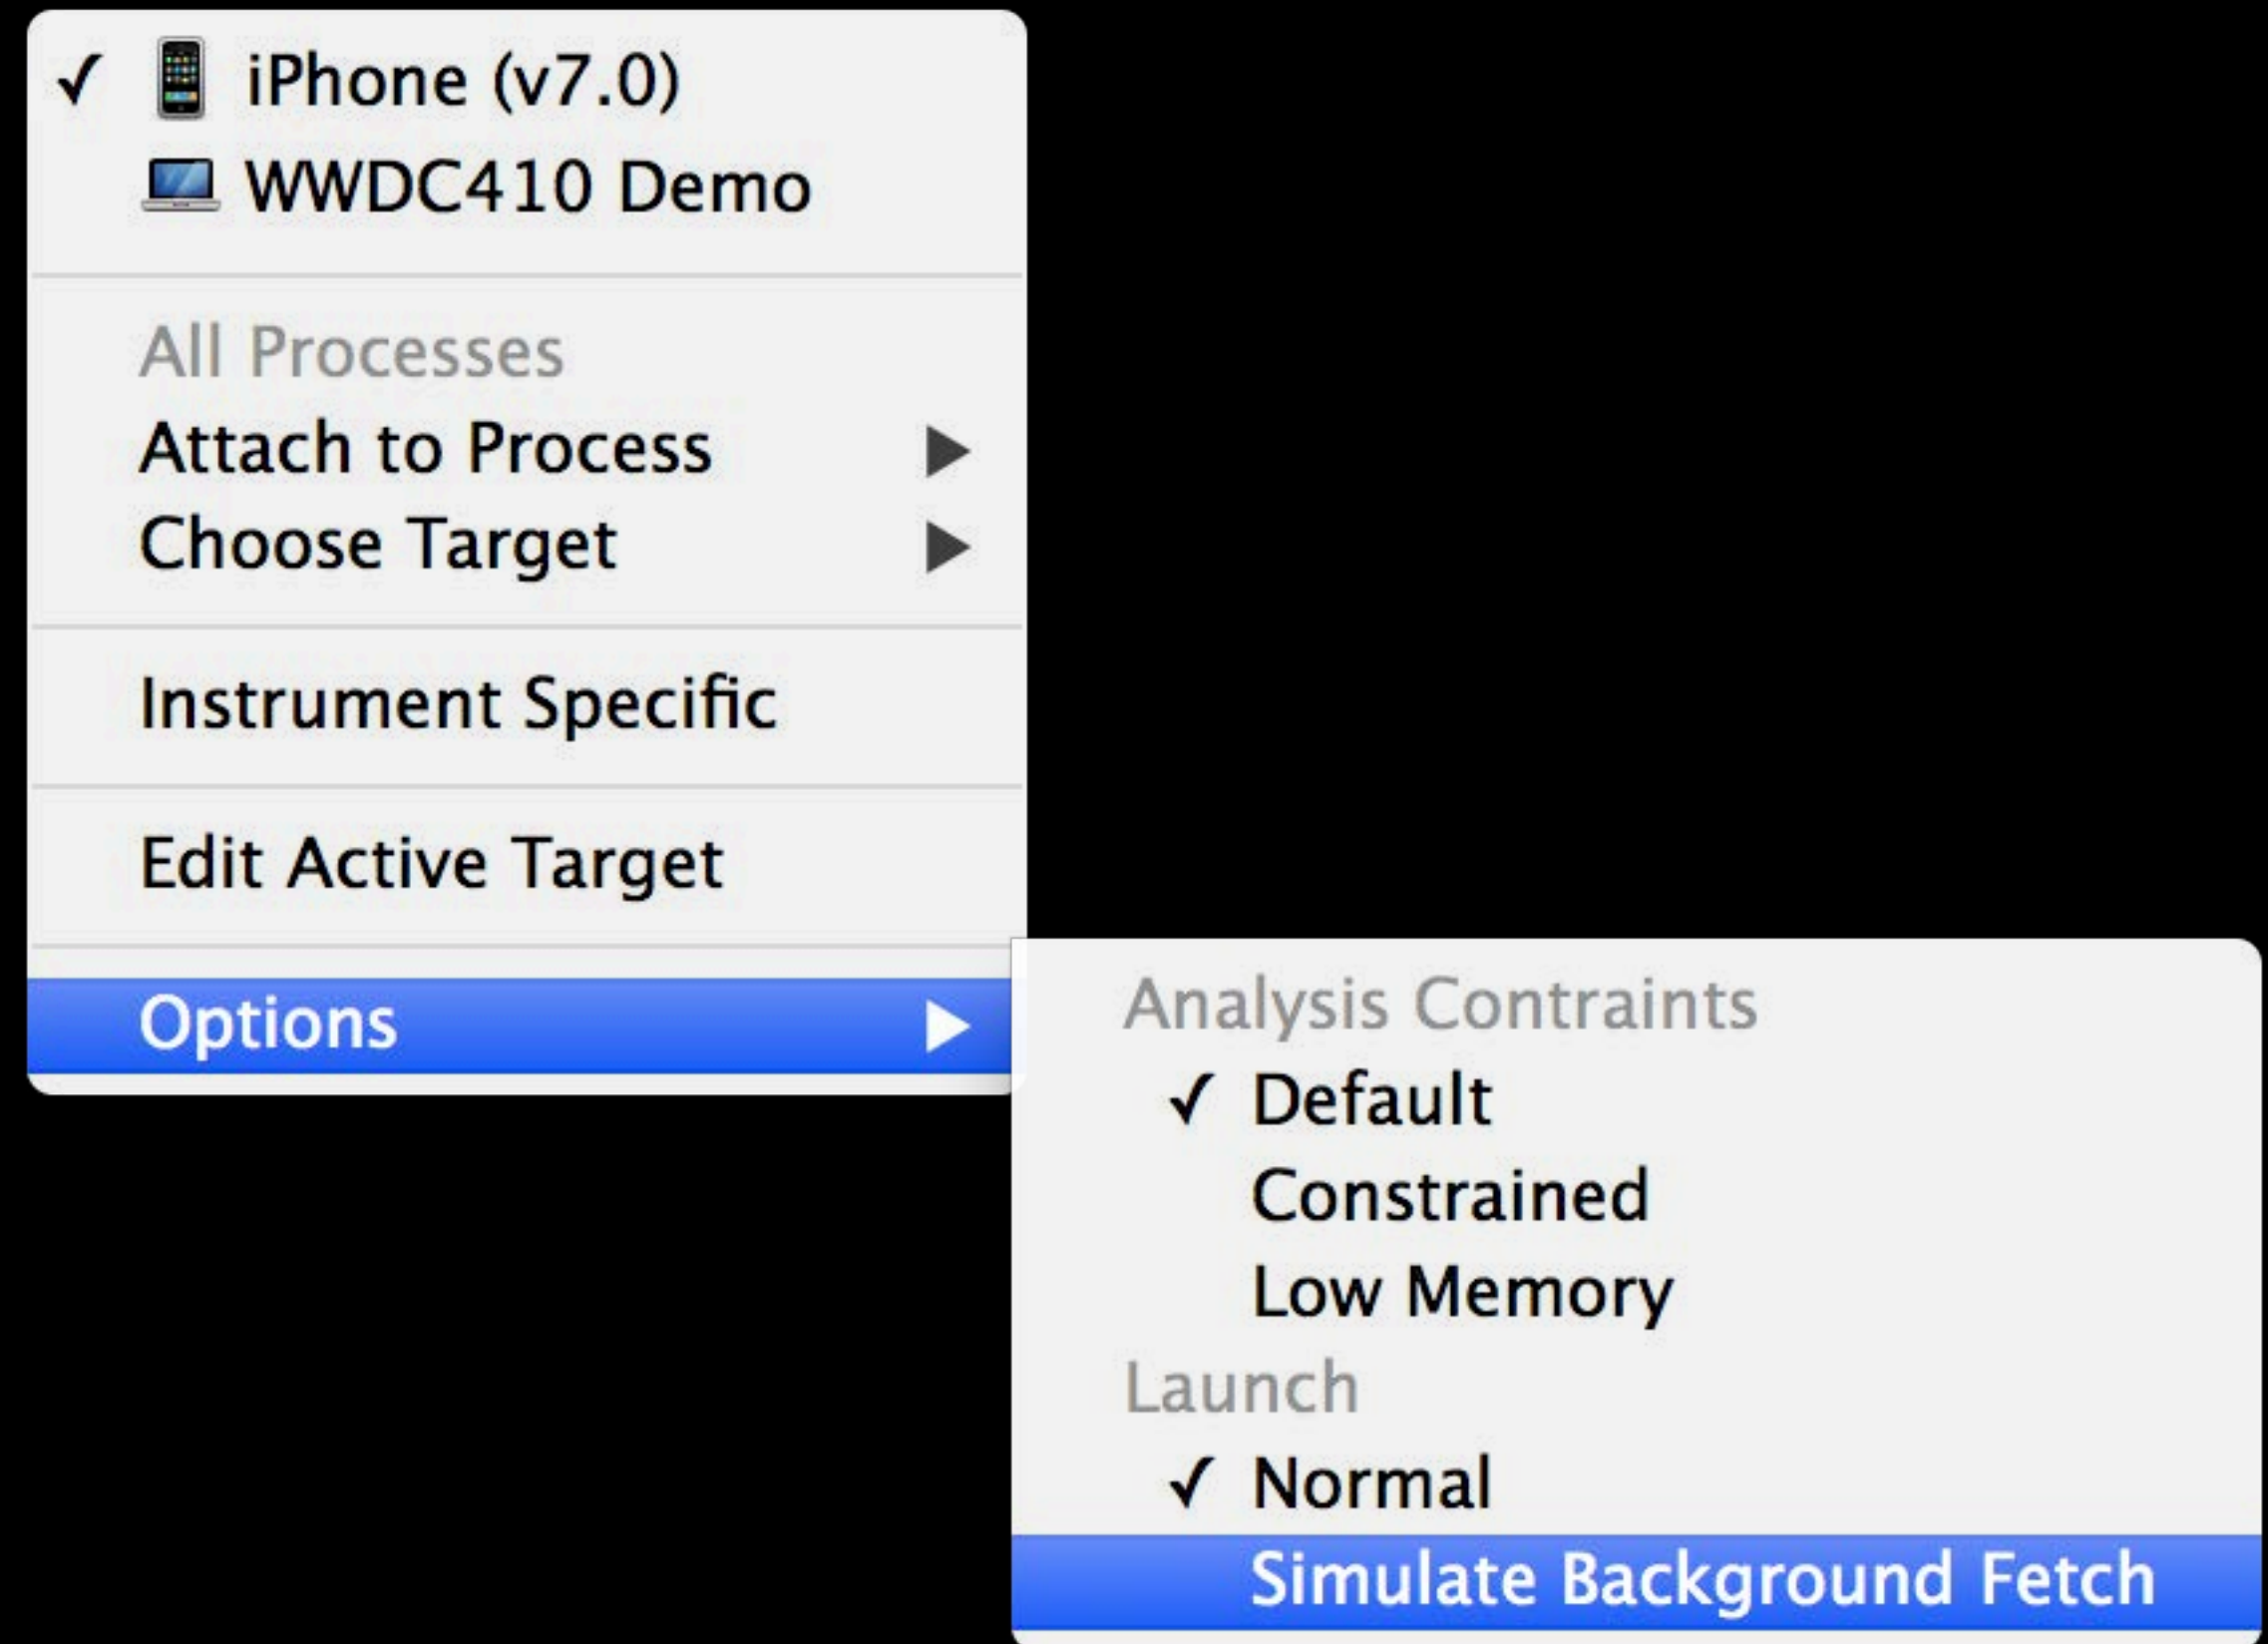 ✓ iPhone (v7.0)
WWDC410 Demo
All Processes
Attach to Process
Choose Target
Instrument Specific
Edit Active Target
Options
Analysis Contraints
✓ Default
Constrained
Low Memory
Launch
✓ Normal
Simulate Background Fetch